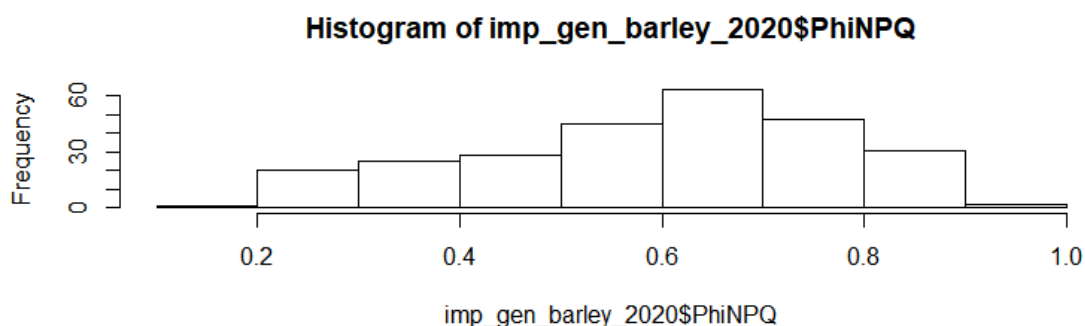 Histogram of imp_gen_barley_2020$PhiNPQ
Frequency
60
30
0
0.2 0.4 0.6 0.8 1.0
imp_gen_barley_2020$PhiNPQ